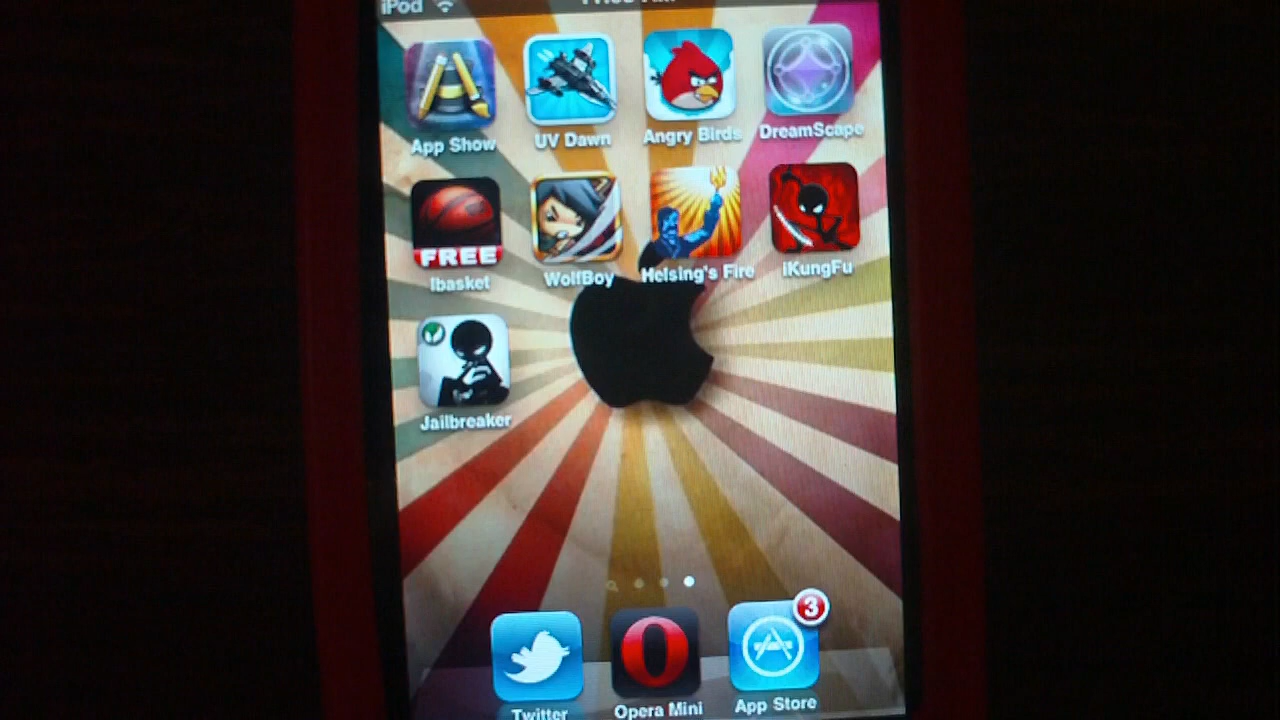 iPod
App Show
UV Dawn
Angry Birds
DreamScape
FREE
Ibasket
WolfBoy
Helsing's Fire
iKungFu
Jailbreaker
3
Twitter
Opera Mini
App Store